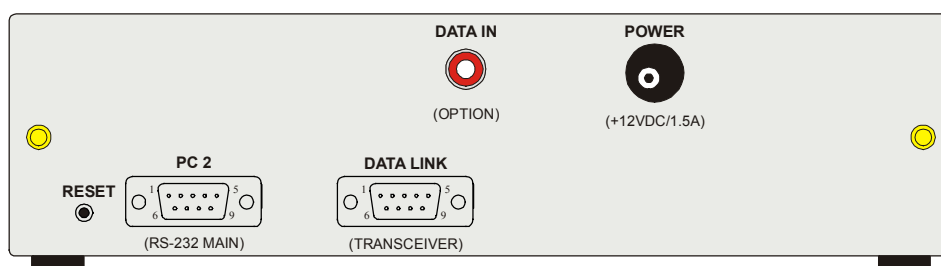 DATA IN
POWER
(OPTION)
(+12VDC/1.5A)
PC 2
DATA LINK
RESET
1 5
6 9
1 5
6 9
(RS-232 MAIN)
(TRANSCEIVER)